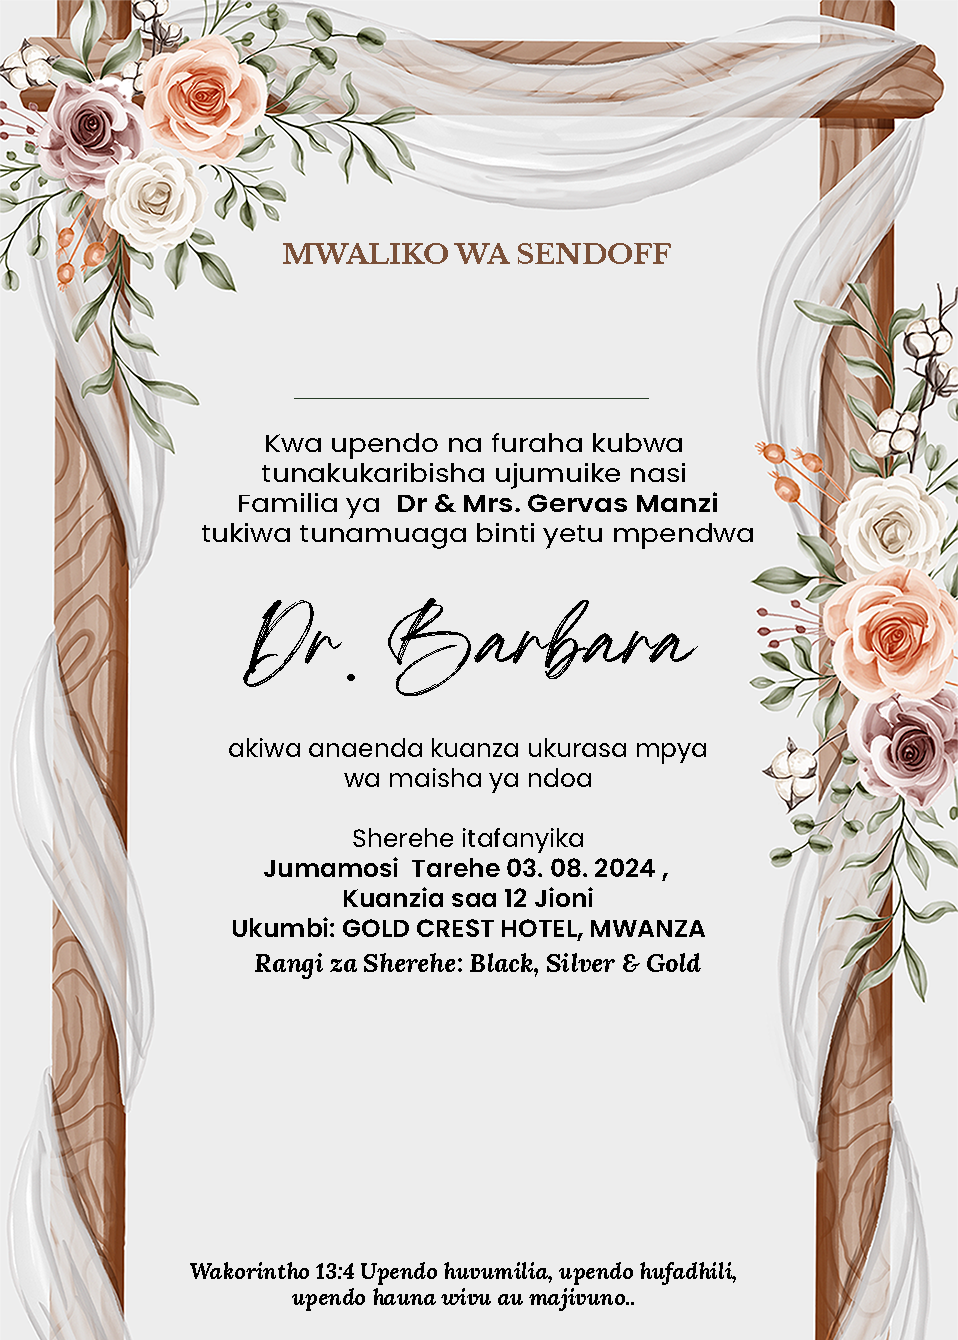 MWALIKO WA SENDOFF
Kwa upendo na furaha kubwa
tunakukaribisha ujumuike nasi
Familia ya Dr & Mrs. Gervas Manzi
tukiwa tunamuaga binti yetu mpendwa
Dr. Barbara
akiwa anaenda kuanza ukurasa mpya
wa maisha ya ndoa
Sherehe itafanyika
Jumamosi Tarehe 03. 08. 2024 ,
Kuanzia saa 12 Jioni
Ukumbi: GOLD CREST HOTEL, MWANZA
Rangi za Sherehe: Black, Silver & Gold
Wakorintho 13:4 Upendo huvumilia, upendo hufadhili,
upendo hauna wivu au majivuno..